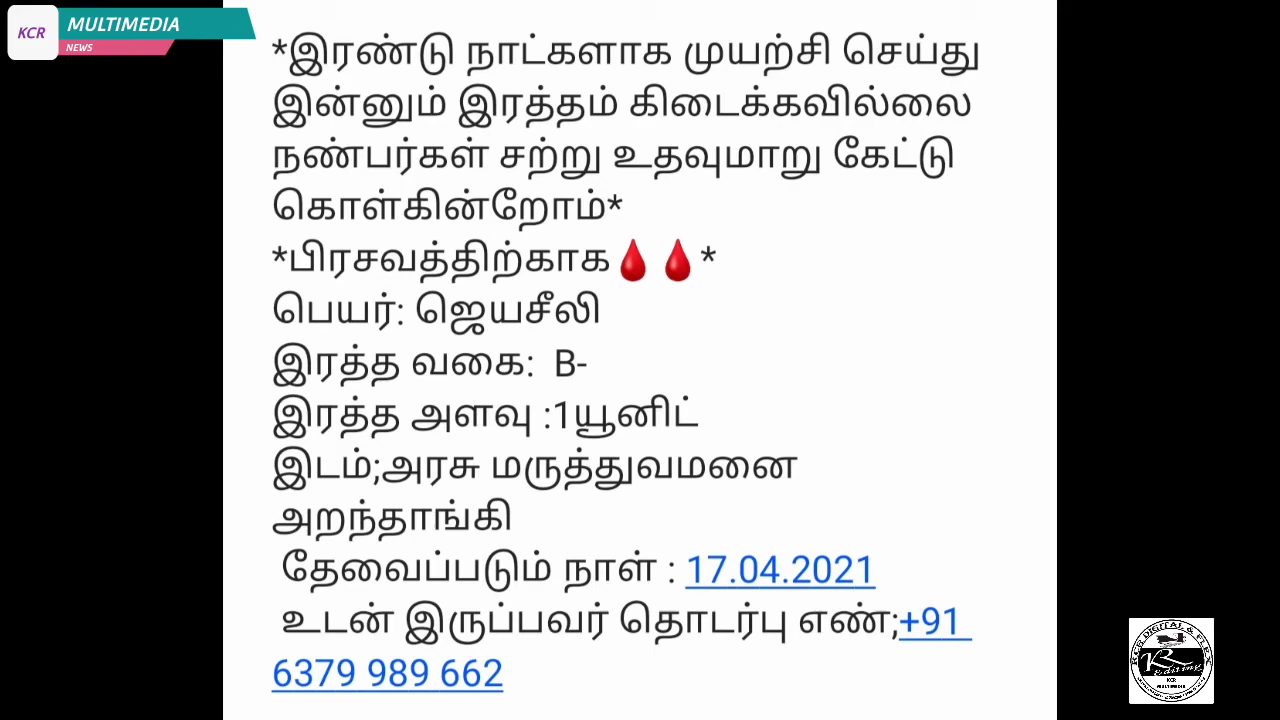 KCR MULTIMEDIA
NEWS
*இரண்டு நாட்களாக முயற்சி செய்து
இன்னும் இரத்தம் கிடைக்கவில்லை
நண்பர்கள் சற்று உதவுமாறு கேட்டு
கொள்கின்றோம்*
*பிரசவத்திற்காக🩸🩸*
பெயர்: ஜெயசீலி
இரத்த வகை:  B-
இரத்த அளவு :1யூனிட்
இடம்;அரசு மருத்துவமனை
அறந்தாங்கி
தேவைப்படும் நாள் : 17.04.2021
உடன் இருப்பவர் தொடர்பு எண்;+91
6379 989 662
KCR
MULTIMEDIA